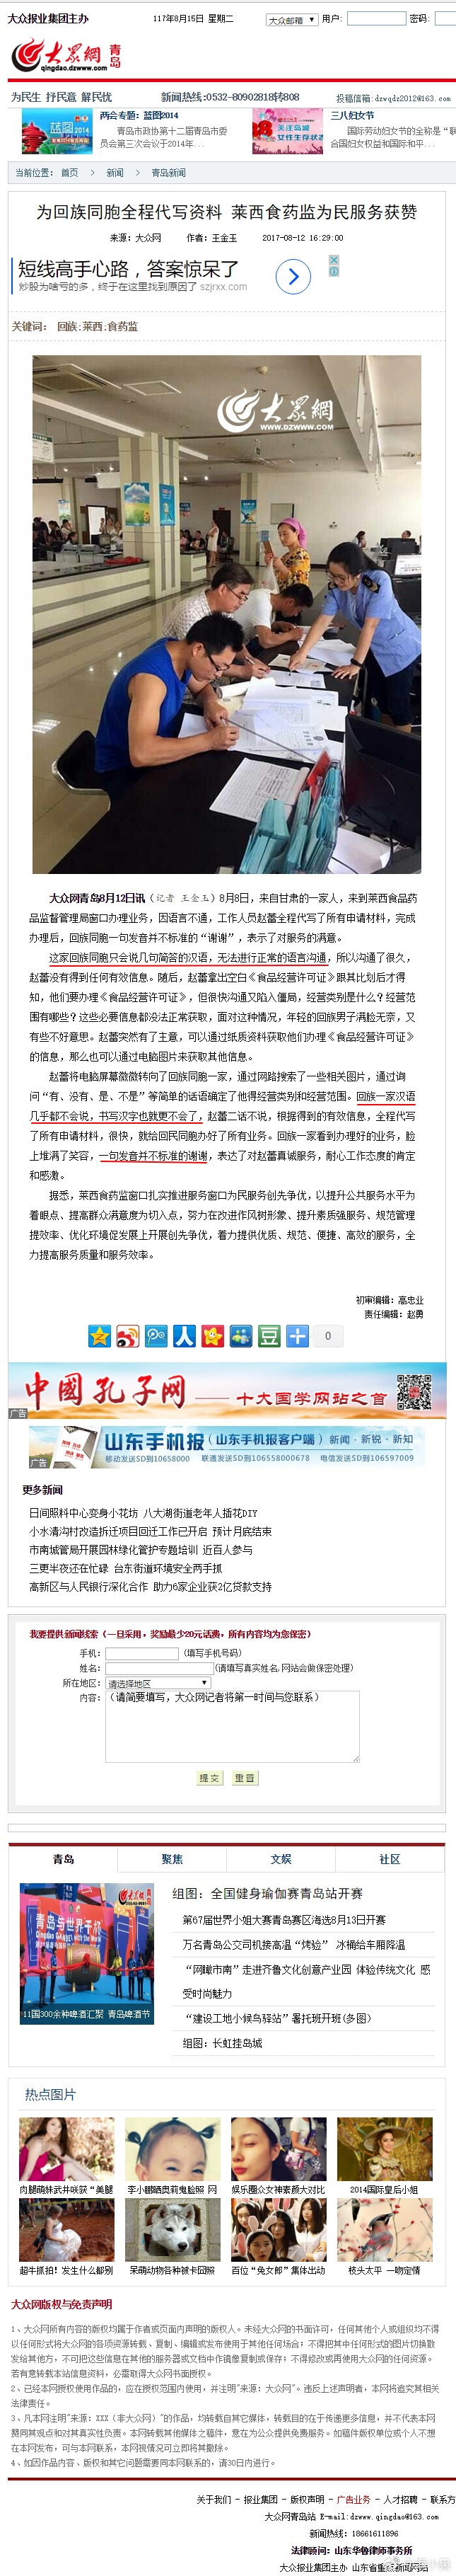 大众报业集团主办
117年8月15日 星期二
大众邮箱 用户: 密码:
大众網 青岛
qingdao.dzwww.com
为民生 抒民意 解民忧
新闻热线:0532-80902818转808
投稿信箱:dzwqdz2012@163.com
两会专题: 蓝图2014
青岛市政协第十二届青岛市委
员会第三次会议于2014年...
三八妇女节
国际劳动妇女节的全称是“联
合国妇女权益和国际和平...
当前位置: 首页 > 新闻 > 青岛新闻
为回族同胞全程代写资料 莱西食药监为民服务获赞
来源: 大众网 作者: 王金玉 2017-08-12 16:29:00
短线高手心路，答案惊呆了
炒股为啥亏的多，终于在这里找到原因了 szjrxx.com
关键词: 回族;莱西;食药监
大眾網
WWW.DZWWW.COM
大众网青岛8月12日讯（记者 王金玉）8月8日，来自甘肃的一家人，来到莱西食品药
品监督管理局窗口办理业务，因语言不通，工作人员赵蕾全程代写了所有申请材料，完成
办理后，回族同胞一句发音并不标准的“谢谢”，表示了对服务的满意。
这家回族同胞只会说几句简答的汉语，无法进行正常的语言沟通，所以沟通了很久，
赵蕾没有得到任何有效信息。随后，赵蕾拿出空白《食品经营许可证》跟其比划后才得
知，他们要办理《食品经营许可证》，但很快沟通又陷入僵局，经营类别是什么？经营范
围有哪些？这些必要信息都没法正常获取，面对这种情况，年轻的回族男子满脸无奈，又
有些不好意思。赵蕾突然有了主意，可以通过纸质资料获取他们办理《食品经营许可证》
的信息，那么也可以通过电脑图片来获取其他信息。
赵蕾将电脑屏幕微微转向了回族同胞一家，通过网路搜索了一些相关图片，通过询
问“有、没有、是、不是”等简单的话语确定了他得经营类别和经营范围。回族一家汉语
几乎都不会说，书写汉字也就更不会了，赵蕾二话不说，根据得到的有效信息，全程代写
了所有申请材料，很快，就给回民同胞办好了所有业务。回族一家看到办理好的业务，脸
上堆满了笑容，一句发音并不标准的谢谢，表达了对赵蕾真诚服务，耐心工作态度的肯定
和感激。
据悉，莱西食药监窗口扎实推进服务窗口为民服务创先争优，以提升公共服务水平为
着眼点、提高群众满意度为切入点，努力在改进作风树形象、提升素质强服务、规范管理
提效率、优化环境促发展上开展创先争优，着力提供优质、规范、便捷、高效的服务，全
力提高服务质量和服务效率。
初审编辑: 高忠业
责任编辑: 赵勇
0
中國孔子网 ——十大国学网站之首
广告
山东手机报（山东手机报客户端）新闻·新锐·新知
移动发送SD到10658000 联通发送SD到106558000678 电信发送SD到106597009
广告
更多新闻
日间照料中心变身小花坊 八大湖街道老年人插花DIY
小水清沟村改造拆迁项目回迁工作已开启 预计月底结束
市南城管局开展园林绿化管护专题培训 近百人参与
三更半夜还在忙碌 台东街道环境安全两手抓
高新区与人民银行深化合作 助力6家企业获2亿贷款支持
我要提供新闻线索（一旦采用，奖励最少20元话费，所有内容均为您保密）
手机: (填写手机号码)
姓名: (请填写真实姓名,网站会做保密处理)
所在地区: 请选择地区
内容: （请简要填写，大众网记者将第一时间与您联系）
提交 重置
青岛 聚焦 文娱 社区
组图: 全国健身瑜伽赛青岛站开赛
第67届世界小姐大赛青岛赛区海选8月13日开赛
万名青岛公交司机接高温“烤验” 冰桶给车厢降温
“网瞰市南”走进齐鲁文化创意产业园 体验传统文化 感
受时尚魅力
“建设工地小候鸟驿站”暑托班开班(多图)
组图: 长虹挂岛城
青岛与世界干杯
11国300余种啤酒汇聚 青岛啤酒节
热点图片
肉腿萌妹武井咲获“美腿
李小鹏晒奥莉鬼脸照 网
娱乐圈众女神素颜大对比
2014国际皇后小姐
超牛抓拍! 发生什么都别
呆萌动物各种被卡囧照
百位“兔女郎”集体出动
枝头太平 一吻定情
大众网版权与免责声明
1、大众网所有内容的版权均属于作者或页面内声明的版权人。未经大众网的书面许可，任何其他个人或组织均不得
以任何形式将大众网的各项资源转载、复制、编辑或发布使用于其他任何场合；不得把其中任何形式的图片切换散
发给其他方，不可把这些信息在其他的服务器或文档中作镜像复制或保存；不得修改或再使用大众网的任何资源。
若有意转载本站信息资料，必需取得大众网书面授权。
2、已经本网授权使用作品的，应在授权范围内使用，并注明“来源：大众网”。违反上述声明者，本网将追究其相关
法律责任。
3、凡本网注明“来源：XXX（非大众网）”的作品，均转载自其它媒体，转载目的在于传递更多信息，并不代表本网
赞同其观点和对其真实性负责。本网转载其他媒体之稿件，意在为公众提供免费服务。如稿件版权单位或个人不想
在本网发布，可与本网联系，本网视情况可立即将其撤除。
4、如因作品内容、版权和其它问题需要同本网联系的，请30日内进行。
关于我们 - 报业集团 - 版权声明 - 广告业务 - 人才招聘 - 联系方
大众网青岛站 E-mail:dzwww.qingdao@163.com
新闻热线: 18661611896
法律顾问: 山东华鲁律师事务所
大众报业集团主办 山东省重点新闻网站